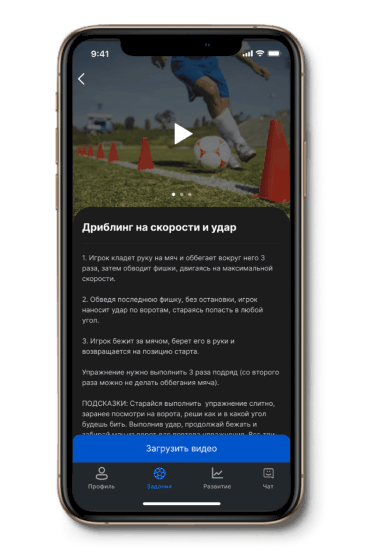 9:41
Дриблинг на скорости и удар
1. Игрок кладет руку на мяч и оббегает вокруг него 3
раза, затем обводит фишки, двигаясь на максимальной
скорости.
2. Обведя последнюю фишку, без остановки, игрок
наносит удар по воротам, стараясь попасть в любой
угол.
3. Игрок бежит за мячом, берет его в руки и
возвращается на позицию старта.
Упражнение нужно выполнить 3 раза подряд (со второго
раза можно не делать оббегания мяча).
ПОДСКАЗКИ: Старайся выполнить упражнение слитно,
заранее посмотри на ворота, реши как и в какой угол
будешь бить. Выполнив удар, продолжай бежать и
Загрузить видео
Профиль Задания Развитие Чат